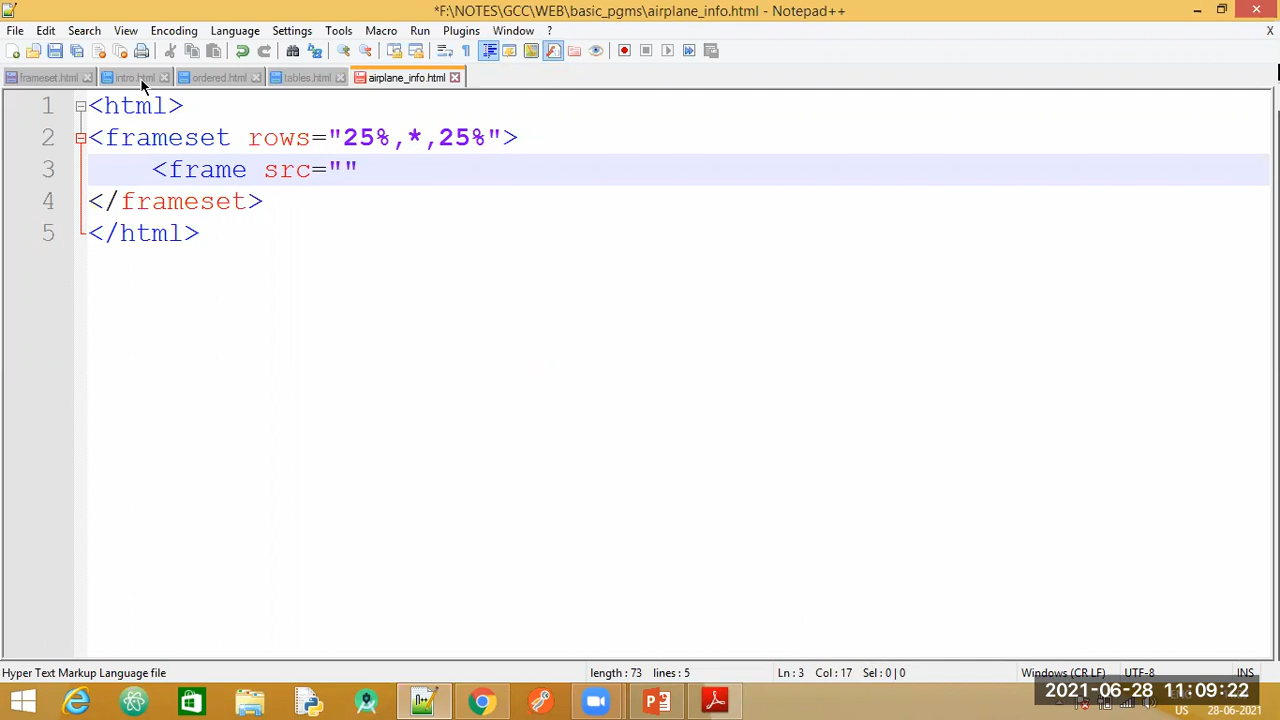 *F:\NOTES\GCC\WEB\basic_pgms\airplane_info.html - Notepad++
File Edit Search View Encoding Language Settings Tools Macro Run Plugins Window ? X
frameset.html intro.html ordered.html tables.html airplane_info.html
1 <html>
2 <frameset rows="25%,*,25%">
3 <frame src=""
4 </frameset>
5 </html>
Hyper Text Markup Language file length : 73 lines : 5 Ln : 3 Col : 17 Sel : 0 | 0 Windows (CR LF) UTF-8 INS
2021-06-28 11:09:22
US 28-06-2021